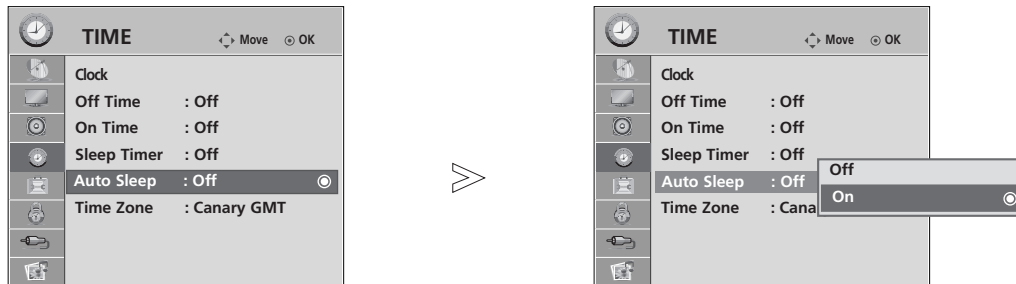 TIME Move OK
Clock
Off Time : Off
On Time : Off
Sleep Timer : Off
Auto Sleep : Off
Time Zone : Canary GMT
TIME Move OK
Clock
Off Time : Off
On Time : Off
Sleep Timer : Off
Auto Sleep : Off
Time Zone : Cana
Off
On